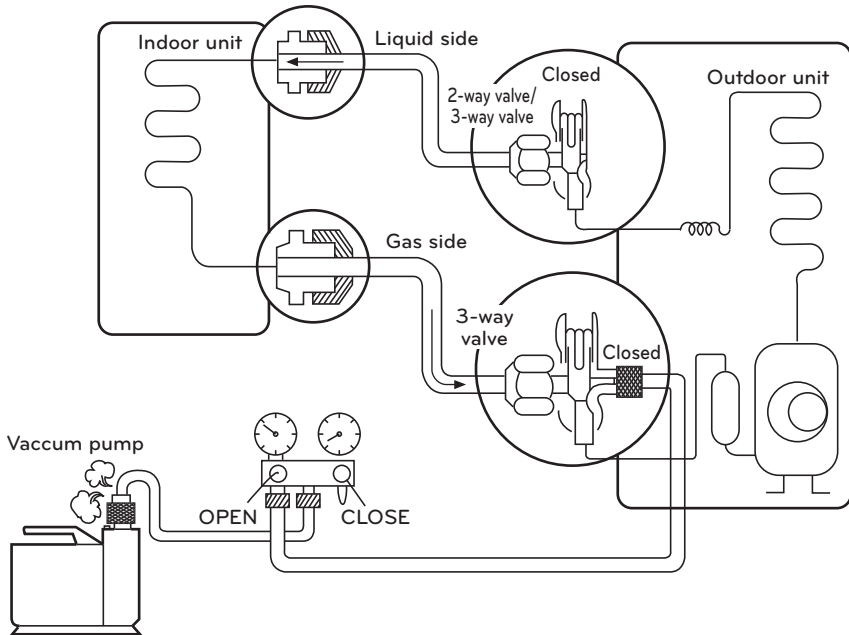 Indoor unit
Liquid side
Closed
2-way valve/
3-way valve
Outdoor unit
Gas side
3-way
valve
Closed
Vaccum pump
OPEN
CLOSE